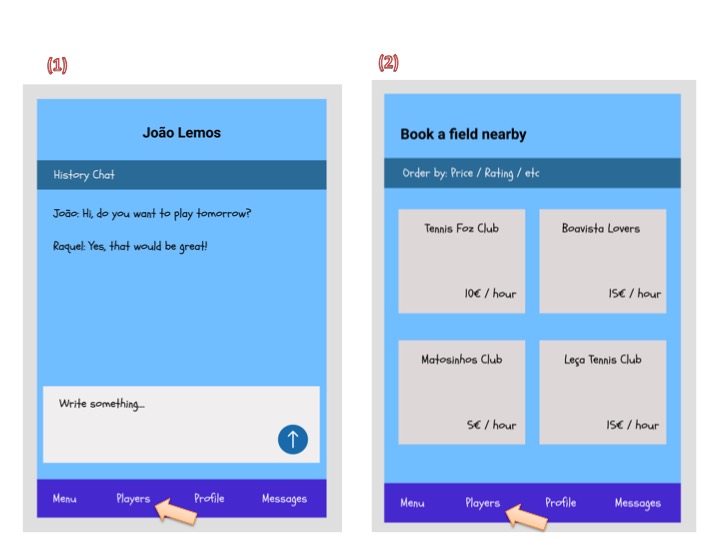 (1)
João Lemos
History Chat
João: Hi, do you want to play tomorrow?
Raquel: Yes, that would be great!
Write something...
Menu Players Profile Messages
(2)
Book a field nearby
Order by: Price / Rating / etc
Tennis Foz Club
10€ / hour
Boavista Lovers
15€ / hour
Matosinhos Club
5€ / hour
Leça Tennis Club
15€ / hour
Menu Players Profile Messages